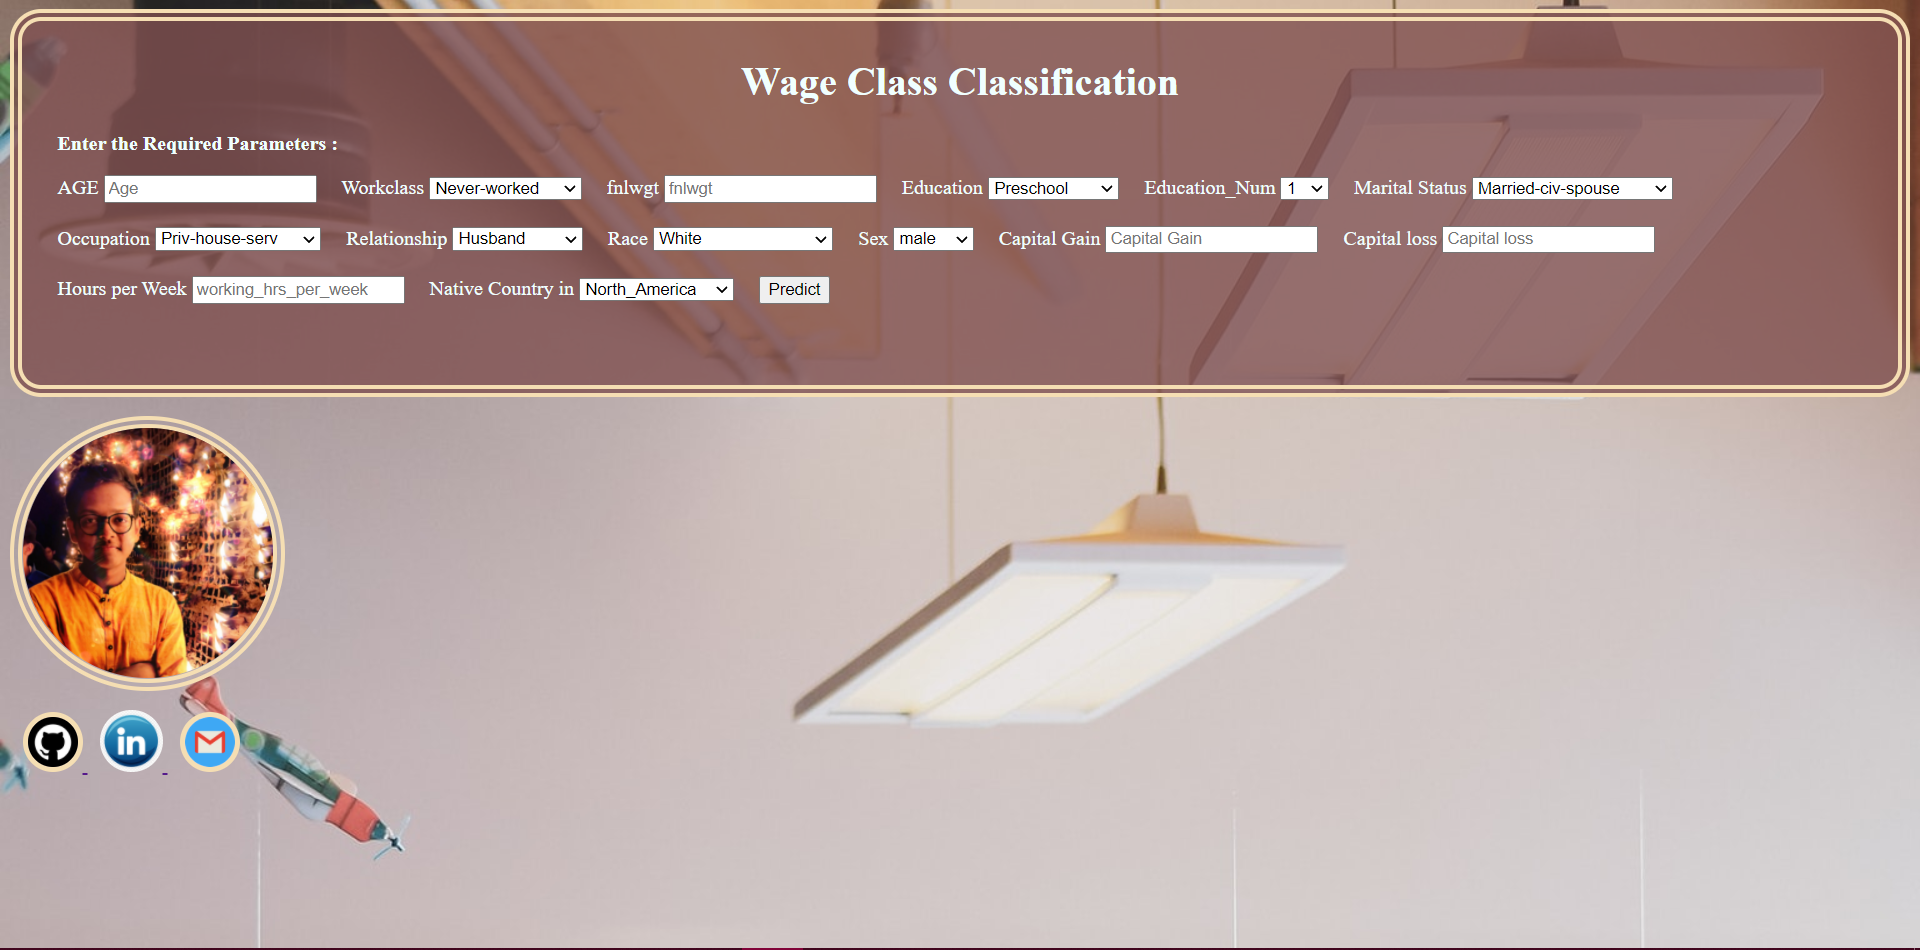 Wage Class Classification
Enter the Required Parameters :
AGE Age Workclass Never-worked fnlwgt fnlwgt Education Preschool Education_Num 1 Marital Status Married-civ-spouse
Occupation Priv-house-serv Relationship Husband Race White Sex male Capital Gain Capital Gain Capital loss Capital loss
Hours per Week working_hrs_per_week Native Country in North_America Predict
in